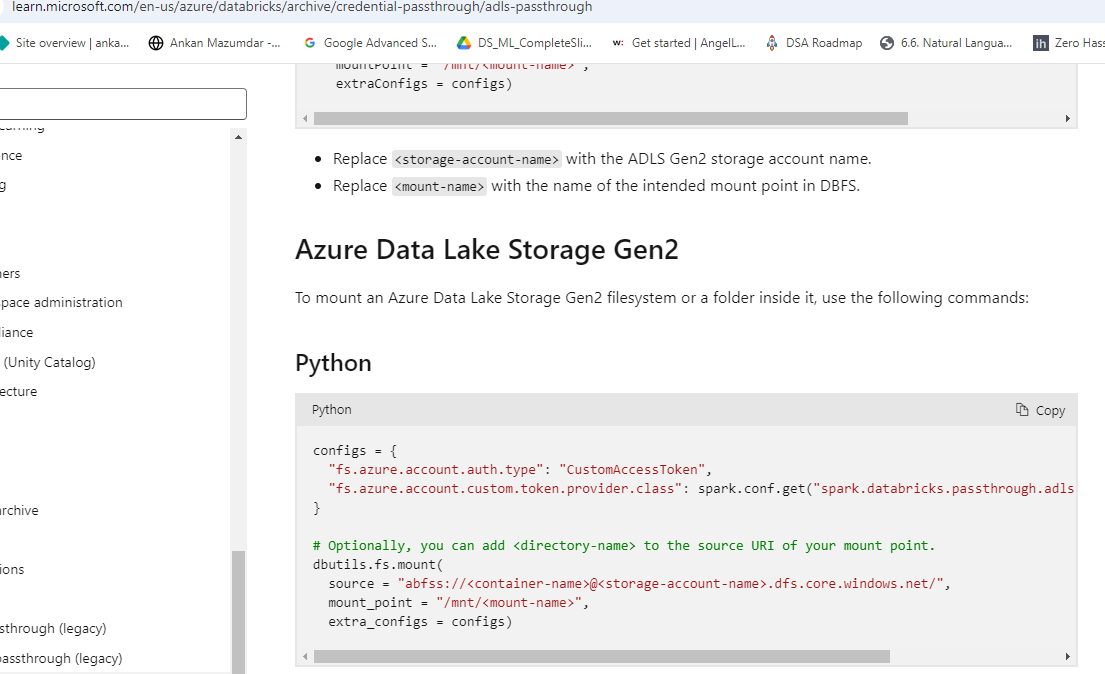 learn.microsoft.com/en-us/azure/databricks/archive/credential-passthrough/adls-passthrough
Site overview | anka...
Ankan Mazumdar -...
Google Advanced S...
DS_ML_CompleteSli...
w: Get started | AngelL...
DSA Roadmap
6.6. Natural Langua...
ih Zero Hass
nce
g
ners
pace administration
liance
(Unity Catalog)
ecture
archive
ions
sthrough (legacy)
passthrough (legacy)
mountPoint = "/mnt/<mount-name>",
extraConfigs = configs)
Replace <storage-account-name> with the ADLS Gen2 storage account name.
Replace <mount-name> with the name of the intended mount point in DBFS.
Azure Data Lake Storage Gen2
To mount an Azure Data Lake Storage Gen2 filesystem or a folder inside it, use the following commands:
Python
Python
Copy
configs = {
"fs.azure.account.auth.type": "CustomAccessToken",
"fs.azure.account.custom.token.provider.class": spark.conf.get("spark.databricks.passthrough.adls
}
# Optionally, you can add <directory-name> to the source URI of your mount point.
dbutils.fs.mount(
source = "abfss://<container-name>@<storage-account-name>.dfs.core.windows.net/",
mount_point = "/mnt/<mount-name>",
extra_configs = configs)